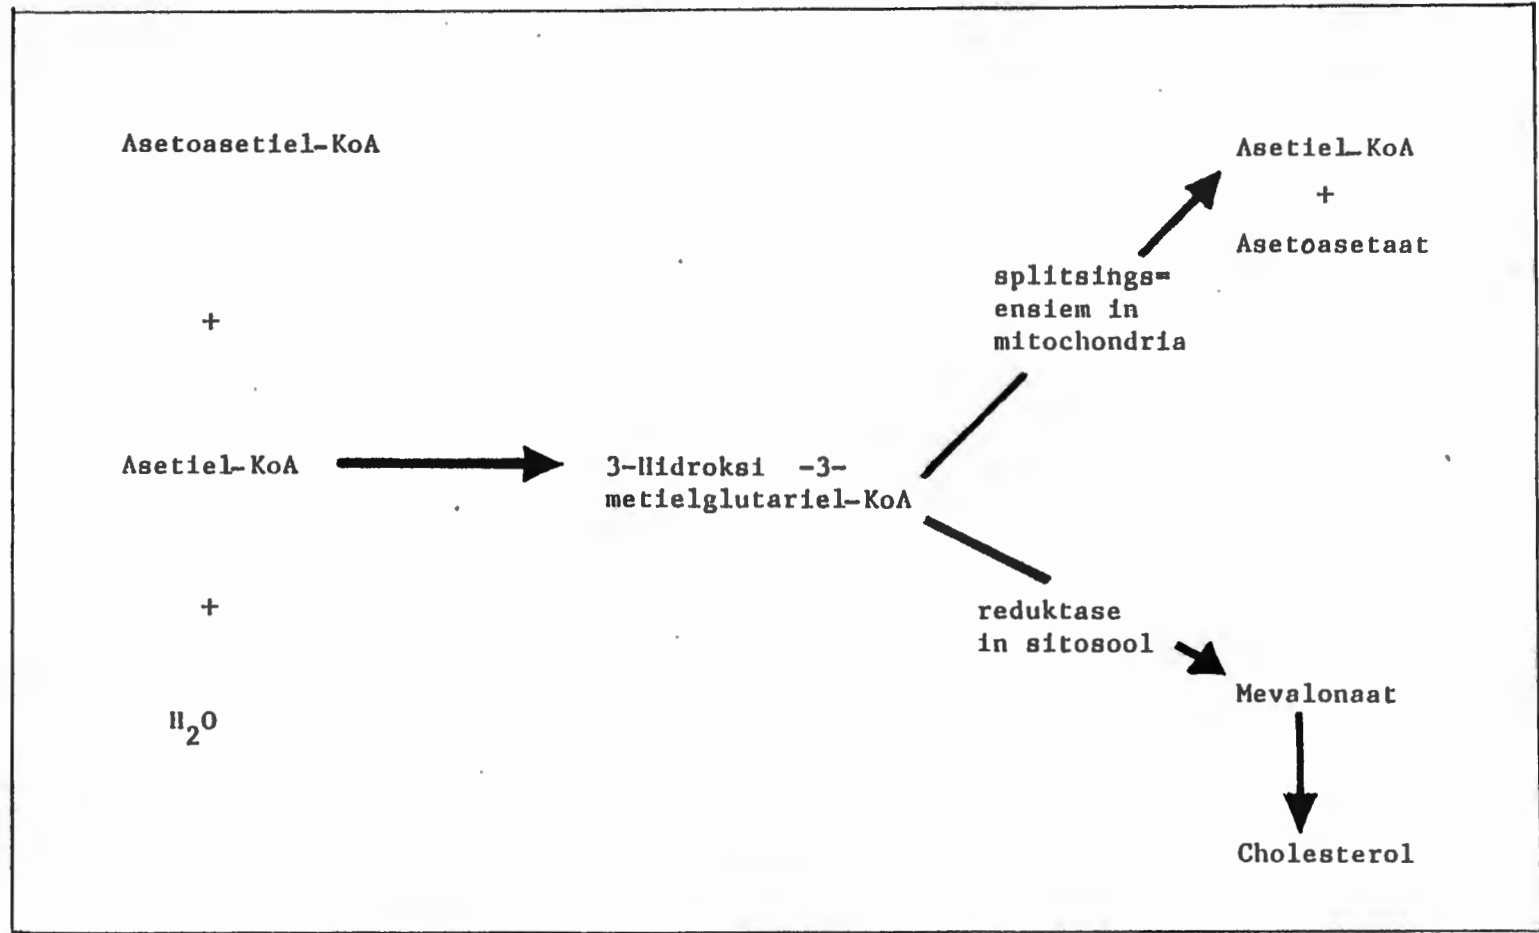 Asetoasetiel-KoA
+
Asetiel-KoA
+
H₂O
3-Hidroksi -3-
metielglutariel-KoA
splitsings=
ensiem in
mitochondria
Asetiel-KoA
+
Asetoasetaat
reduktase
in sitosool
Mevalonaat
Cholesterol